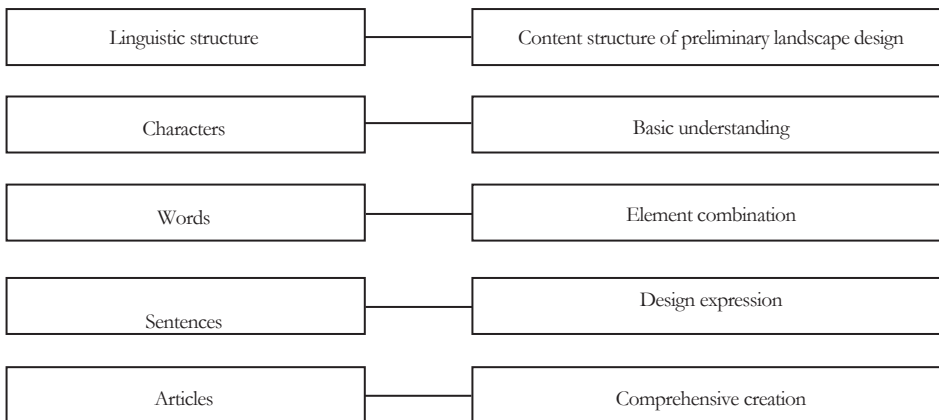 Linguistic structure
Content structure of preliminary landscape design
Characters
Basic understanding
Words
Element combination
Sentences
Design expression
Articles
Comprehensive creation